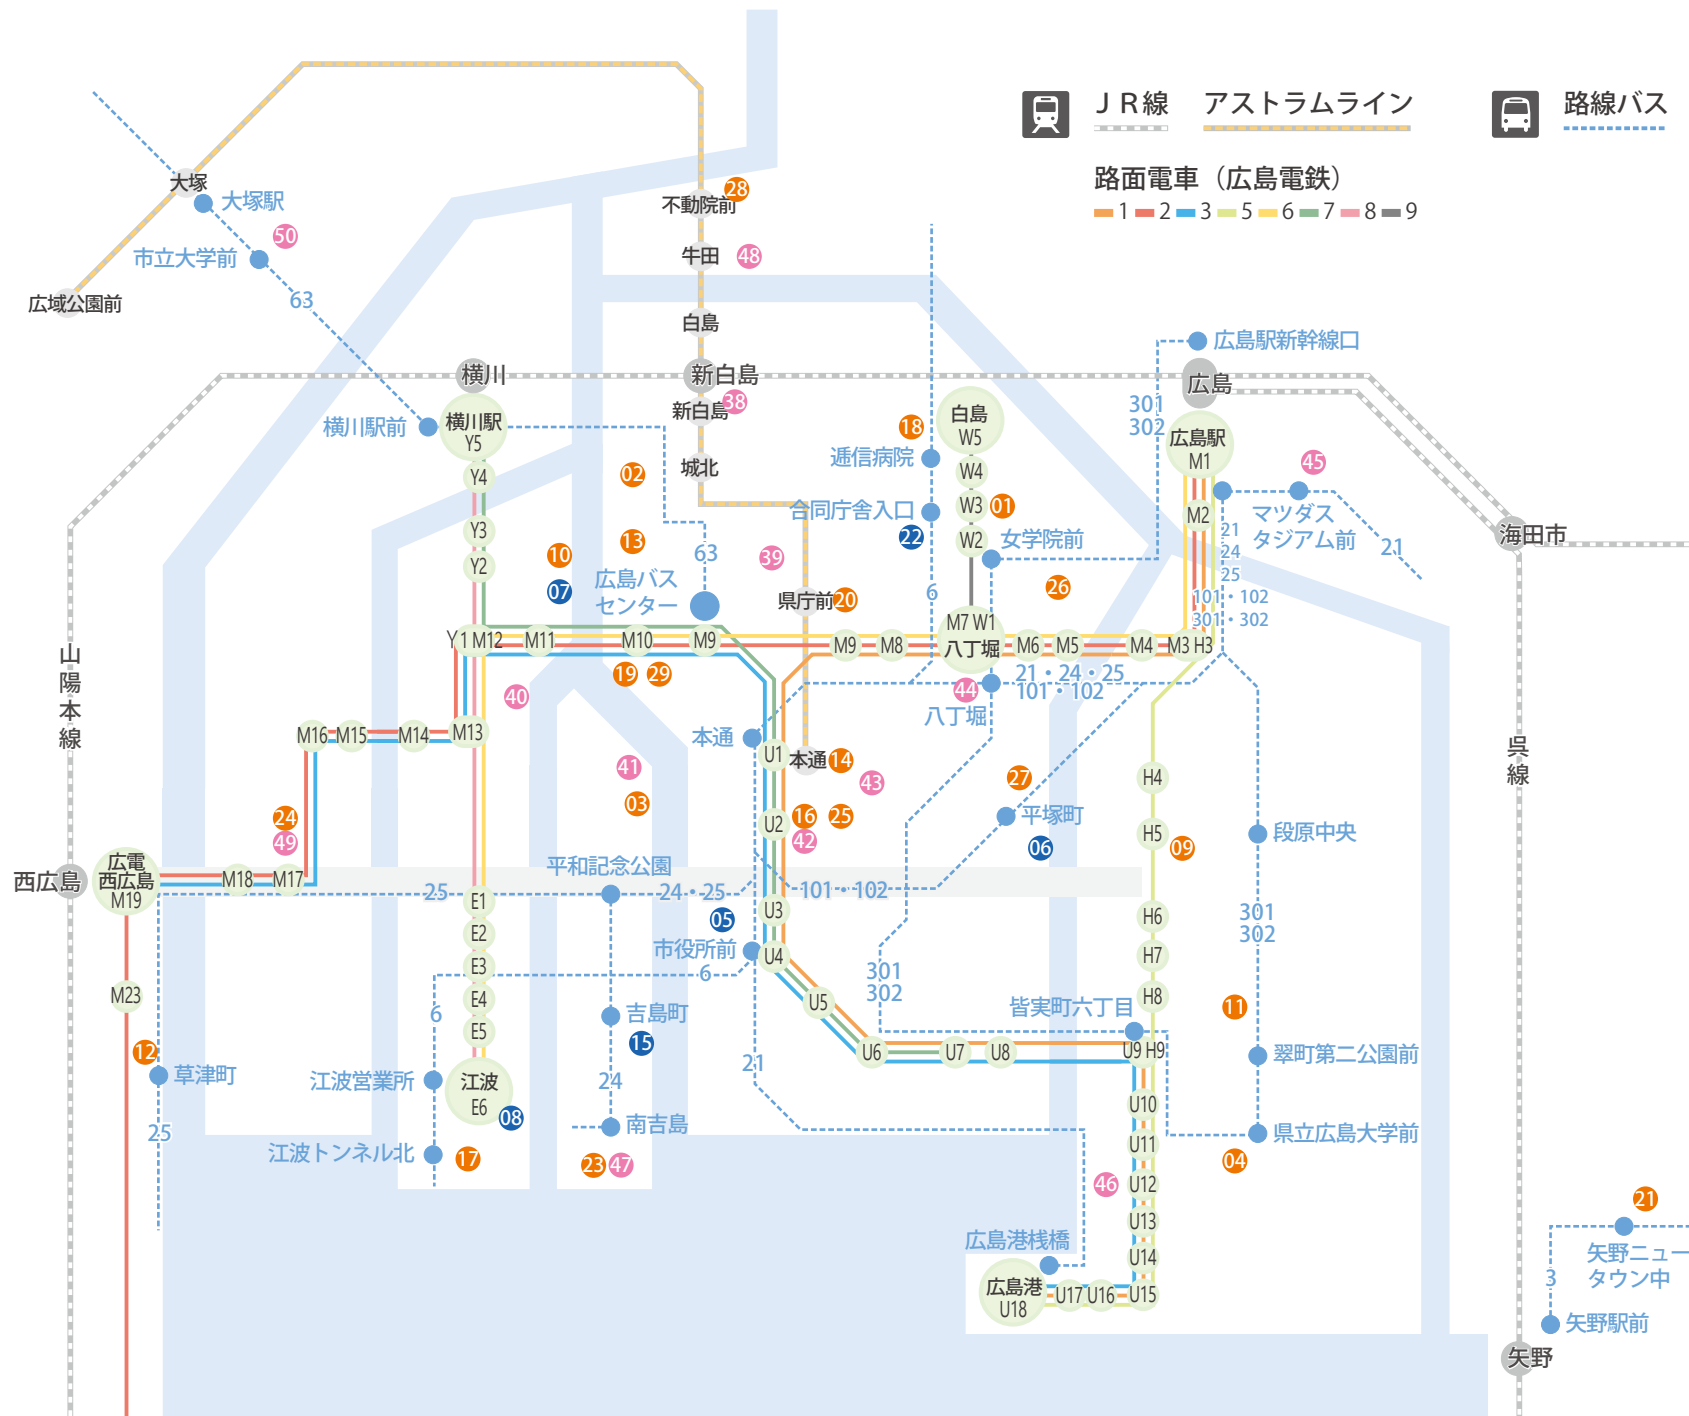 ＪＲ線
アストラムライン
路線バス
路面電車（広島電鉄）
1
2
3
5
6
7
8
9
大塚
大塚駅
50
市立大学前
広域公園前
63
28
不動院前
牛田
48
白島
横川
新白島
広島駅新幹線口
広島
38
新白島
横川駅前
横川駅
Y5
Y4
Y3
Y2
02
13
10
07
城北
63
広島バス
センター
39
県庁前
20
18
逓信病院
合同庁舎入口
22
6
白島
W5
W4
W3
01
W2
女学院前
26
301
302
広島駅
M1
M2
45
マツダス
タジアム前
21
24
25
101・102
301・302
21
海田市
M7 W1
八丁堀
Y1 M12
M11
M10
M9
M9
M8
M6
M5
M4
M3 H3
21・24・25
101・102
19
29
40
44
八丁堀
山陽本線
M16
M15
M14
M13
本通
U1
本通
14
43
41
03
27
平塚町
06
H4
H5
09
段原中央
呉線
24
49
U2
16
25
42
西広島
広電
西広島
M19
M18
M17
平和記念公園
25
24・25
101・102
E1
E2
E3
E4
E5
05
U3
市役所前
U4
6
6
U5
301
302
H6
H7
H8
301
302
M23
吉島町
15
皆実町六丁目
11
12
草津町
25
江波営業所
江波
E6
08
24
21
U6
U7
U8
U9 H9
翠町第二公園前
U10
南吉島
U11
県立広島大学前
江波トンネル北
17
23
47
04
46
U12
U13
U14
広島港桟橋
広島港
U18
U17
U16
U15
21
矢野ニュー
タウン中
3
矢野駅前
矢野